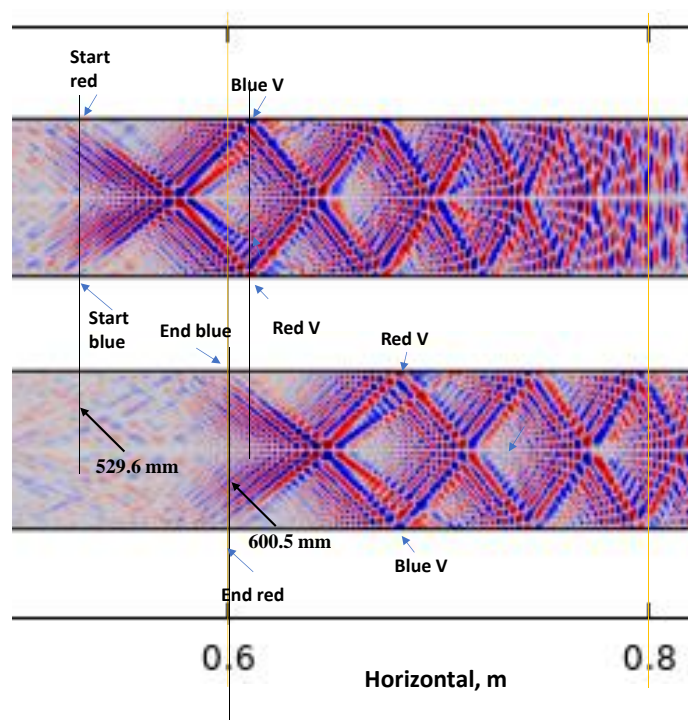 Start
red
Blue V
Start
blue
End blue
Red V
Red V
529.6 mm
600.5 mm
Blue V
End red
0.6
0.8
Horizontal, m